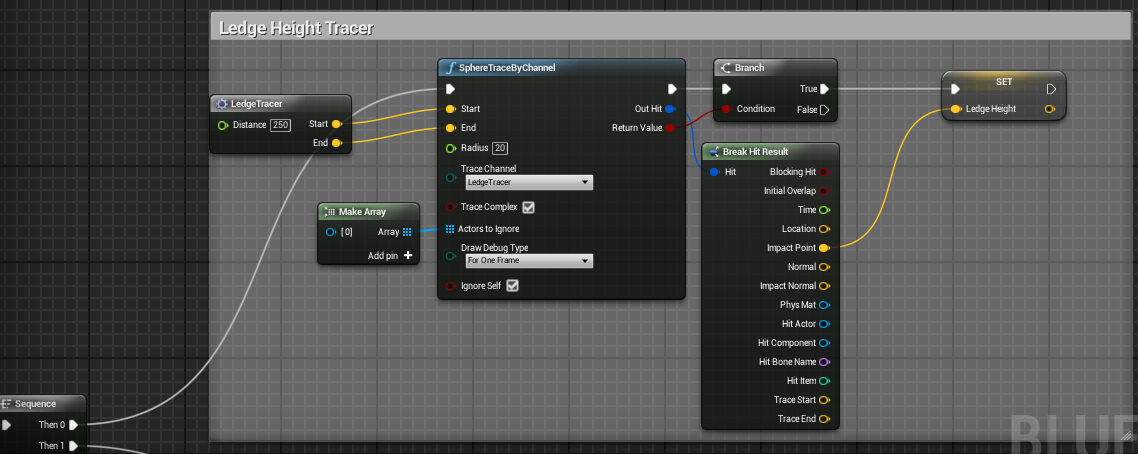 Ledge Height Tracer
SphereTraceByChannel
Start
End
Radius 20
Trace Channel
LedgeTracer
Trace Complex
Actors to Ignore
Draw Debug Type
For One Frame
Ignore Self
Out Hit
Return Value
Branch
Condition
True
False
SET
Ledge Height
LedgeTracer
Distance 250
Start
End
Make Array
[0]
Array
Add pin +
Break Hit Result
Hit
Blocking Hit
Initial Overlap
Time
Location
Impact Point
Normal
Impact Normal
Phys Mat
Hit Actor
Hit Component
Hit Bone Name
Hit Item
Trace Start
Trace End
Sequence
Then 0
Then 1
BLUE